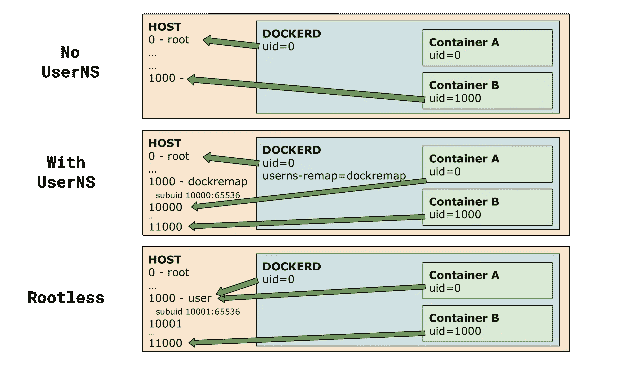 No
UserNS
HOST
0 - root
...
...
1000 -
DOCKERD
uid=0
Container A
uid=0
Container B
uid=1000
With
UserNS
HOST
0 - root
...
1000 - dockremap
subuid 10000:65536
10000
...
11000
DOCKERD
uid=0
userns-remap=dockremap
Container A
uid=0
Container B
uid=1000
Rootless
HOST
0 - root
...
1000 - user
subuid 10001:65536
10001
...
11000
DOCKERD
uid=0
Container A
uid=0
Container B
uid=1000